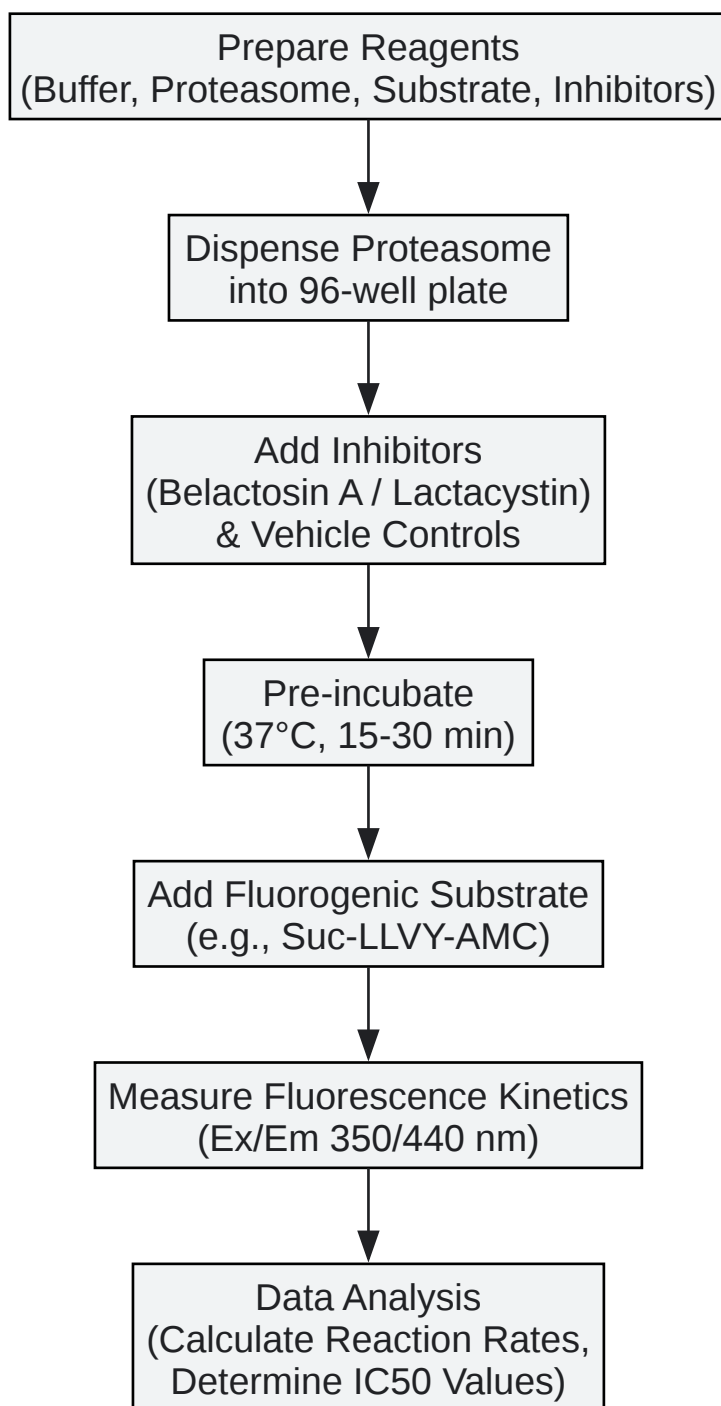 Prepare Reagents
(Buffer, Proteasome, Substrate, Inhibitors)
Dispense Proteasome
into 96-well plate
Add Inhibitors
(Belactosin A / Lactacystin)
& Vehicle Controls
Pre-incubate
(37°C, 15-30 min)
Add Fluorogenic Substrate
(e.g., Suc-LLVY-AMC)
Measure Fluorescence Kinetics
(Ex/Em 350/440 nm)
Data Analysis
(Calculate Reaction Rates,
Determine IC50 Values)